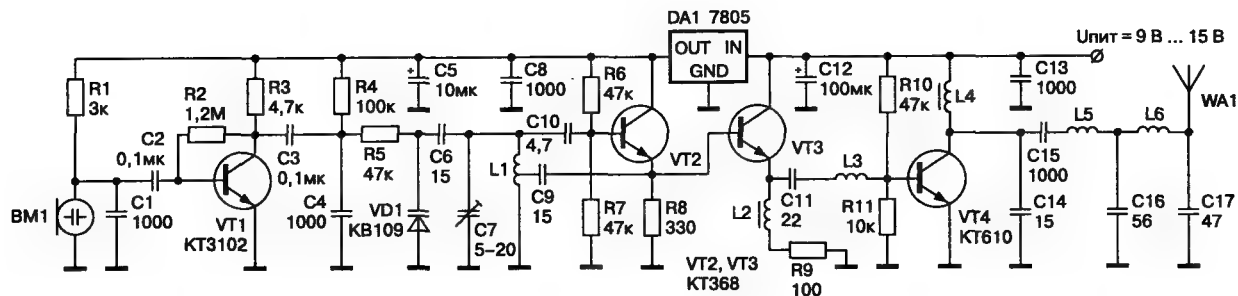 DA1 7805
Uпит = 9 В ... 15 В
OUT IN
GND
R1
3к
R2
1,2М
R3
4,7к
R4
100к
C5
10мк
C8
1000
R6
47к
C12
100мк
R10
47к
L4
C13
1000
WA1
C2
0,1мк
C3
0,1мк
R5
47к
C6
15
L1
C10
4,7
VT2
VT3
L3
C15
1000
L5
L6
BM1
C1
1000
VT1
КТ3102
C4
1000
VD1
КВ109
C7
5–20
C9
15
R7
47к
R8
330
L2
C11
22
R11
10к
VT4
КТ610
C14
15
C16
56
C17
47
VT2, VT3
КТ368
R9
100